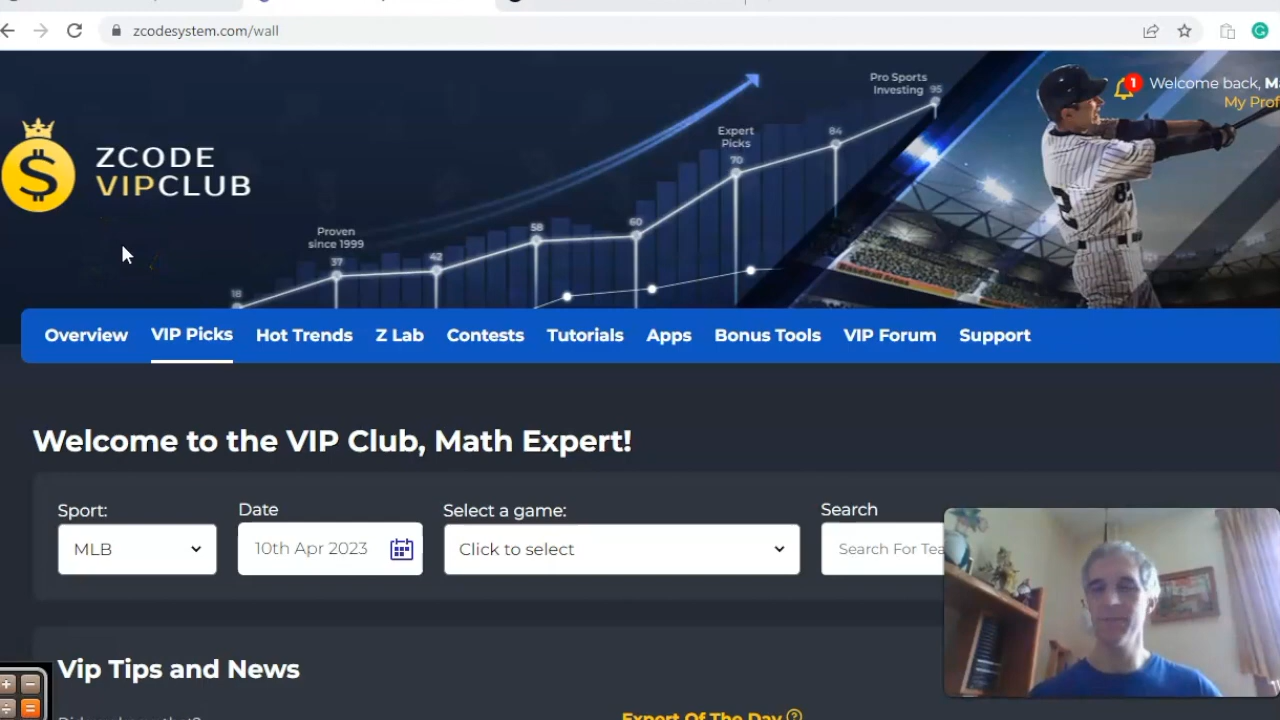 zcodesystem.com/wall
Pro Sports
Investing 95
1
Welcome back,
My
Expert
Picks
84
70
ZCODE
VIPCLUB
$
Proven
since 1999
60
58
42
37
18
2
Overview VIP Picks Hot Trends Z Lab Contests Tutorials Apps Bonus Tools VIP Forum Support
Welcome to the VIP Club, Math Expert!
Sport: Date Select a game: Search
MLB 10th Apr 2023 Click to select Search For
Vip Tips and News
Expert Of The Day